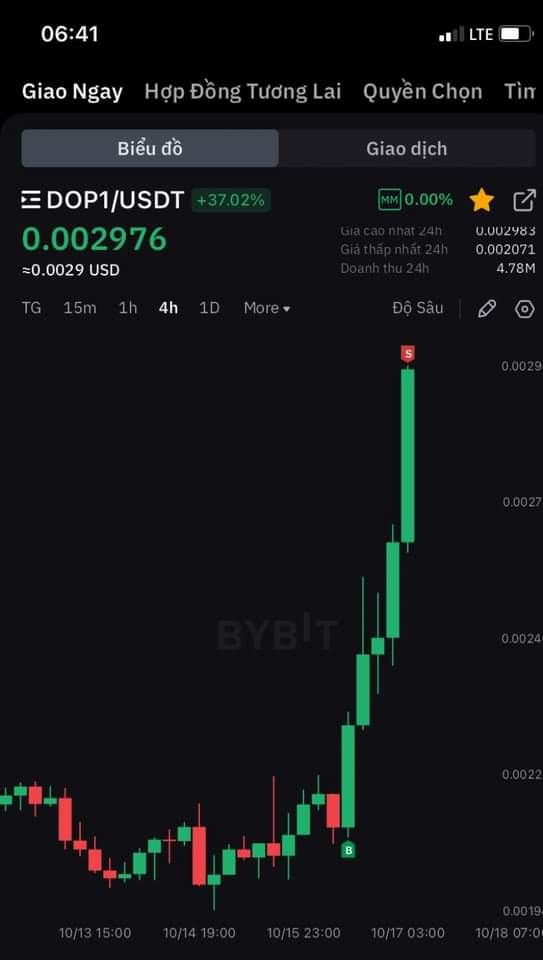 06:41 LTE
Giao Ngay Hợp Đồng Tương Lai Quyền Chọn Tìm
Biểu đồ Giao dịch
DOP1/USDT +37.02% MM 0.00%
0.002976 Giá cao nhất 24h 0.002983
≈0.0029 USD Giá thấp nhất 24h 0.002071
Doanh thu 24h 4.78M
TG 15m 1h 4h 1D More Độ Sâu
S
0.0029
0.0027
BYBIT
0.0024
0.0022
B
0.0019
10/13 15:00 10/14 19:00 10/15 23:00 10/17 03:00 10/18 07:0